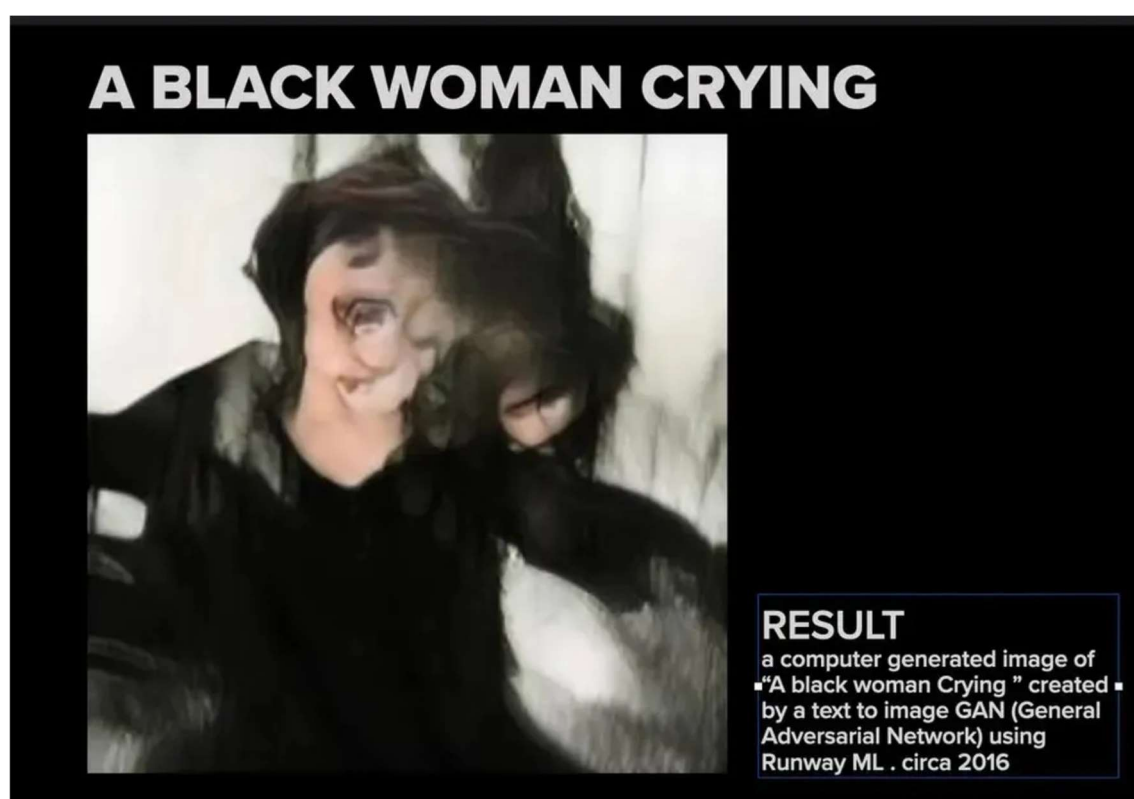 A BLACK WOMAN CRYING
RESULT
a computer generated image of
“A black woman Crying ” created
by a text to image GAN (General
Adversarial Network) using
Runway ML . circa 2016